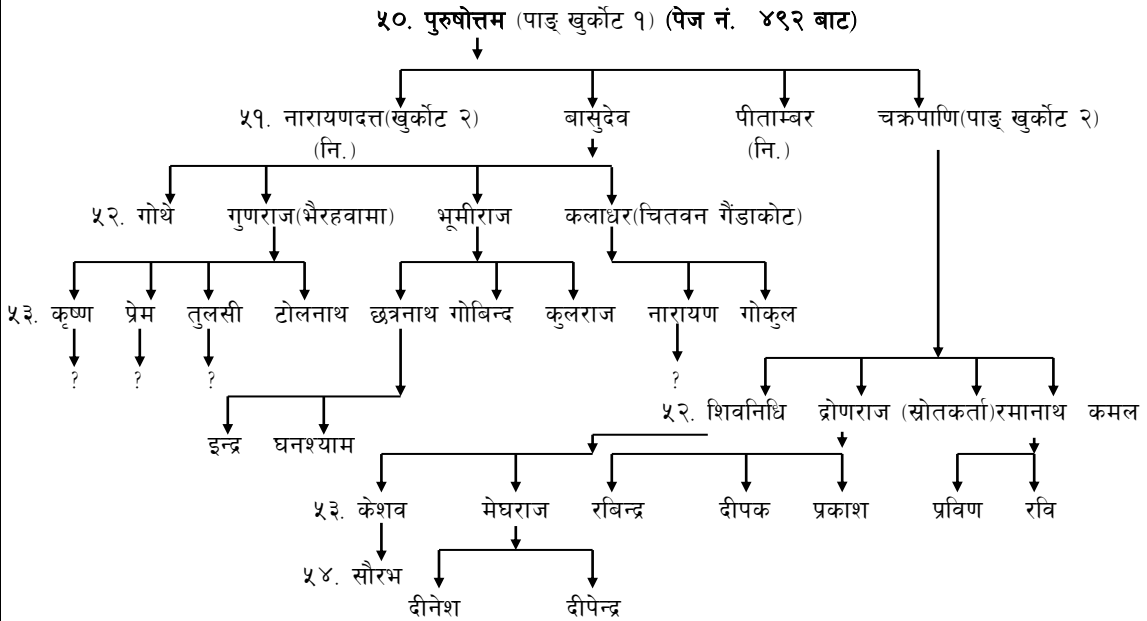 ५०. पुरुषोत्तम (पाङ् खुर्कोट १) (पेज नं. ४९२ बाट)
५१. नारायणदत्त(खुर्कोट २) बासुदेव पीताम्बर चक्रपाणि(पाङ् खुर्कोट २)
(नि.) (नि.)
५२. गोथे गुणराज(भैरहवामा) भूमीराज कलाधर(चितवन गैंडाकोट)
५३. कृष्ण प्रेम तुलसी टोलनाथ छत्रनाथ गोबिन्द कुलराज नारायण गोकुल
? ? ? ?
५२. शिवनिधि द्रोणराज (स्रोतकर्ता)रमानाथ कमल
इन्द्र घनश्याम
५३. केशव मेघराज रबिन्द्र दीपक प्रकाश प्रविण रवि
५४. सौरभ
दीनेश दीपेन्द्र